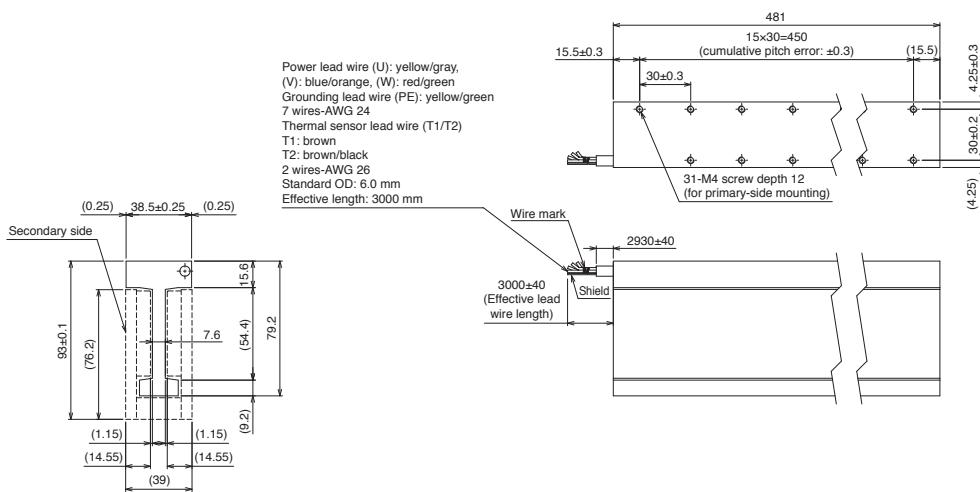 481
15×30=450
(cumulative pitch error: ±0.3)
15.5±0.3
(15.5)
4.25±0.3
30±0.3
30±0.2
(4.25)
31-M4 screw depth 12
(for primary-side mounting)
Power lead wire (U): yellow/gray,
(V): blue/orange, (W): red/green
Grounding lead wire (PE): yellow/green
7 wires-AWG 24
Thermal sensor lead wire (T1/T2)
T1: brown
T2: brown/black
2 wires-AWG 26
Standard OD: 6.0 mm
Effective length: 3000 mm
Wire mark
2930±40
3000±40
(Effective lead
wire length)
Shield
(0.25)
38.5±0.25
(0.25)
Secondary side
15.6
93±0.1
(76.2)
7.6
(54.4)
79.2
(9.2)
(1.15)
(1.15)
(14.55)
(14.55)
(39)